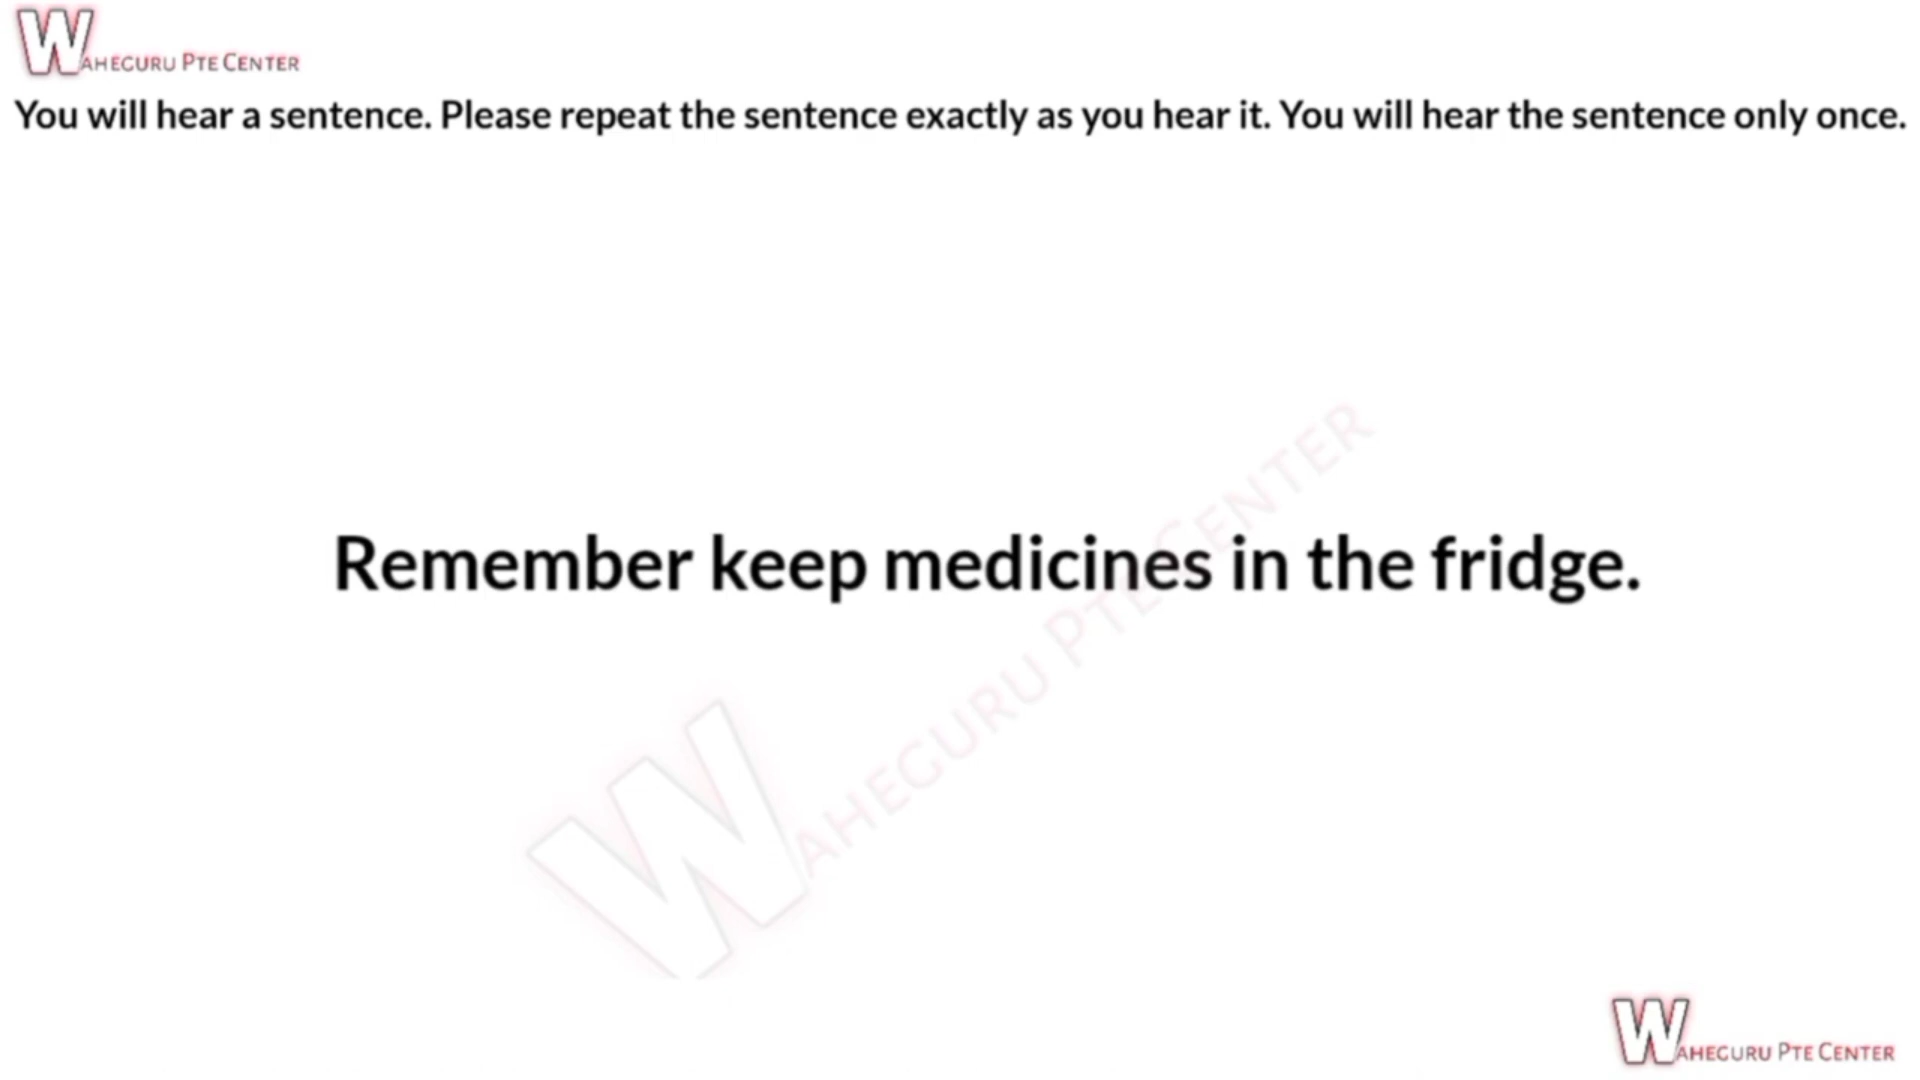 WAHEGURU PTE CENTER
You will hear a sentence. Please repeat the sentence exactly as you hear it. You will hear the sentence only once.
Remember keep medicines in the fridge.
WAHEGURU PTE CENTER
WAHEGURU PTE CENTER